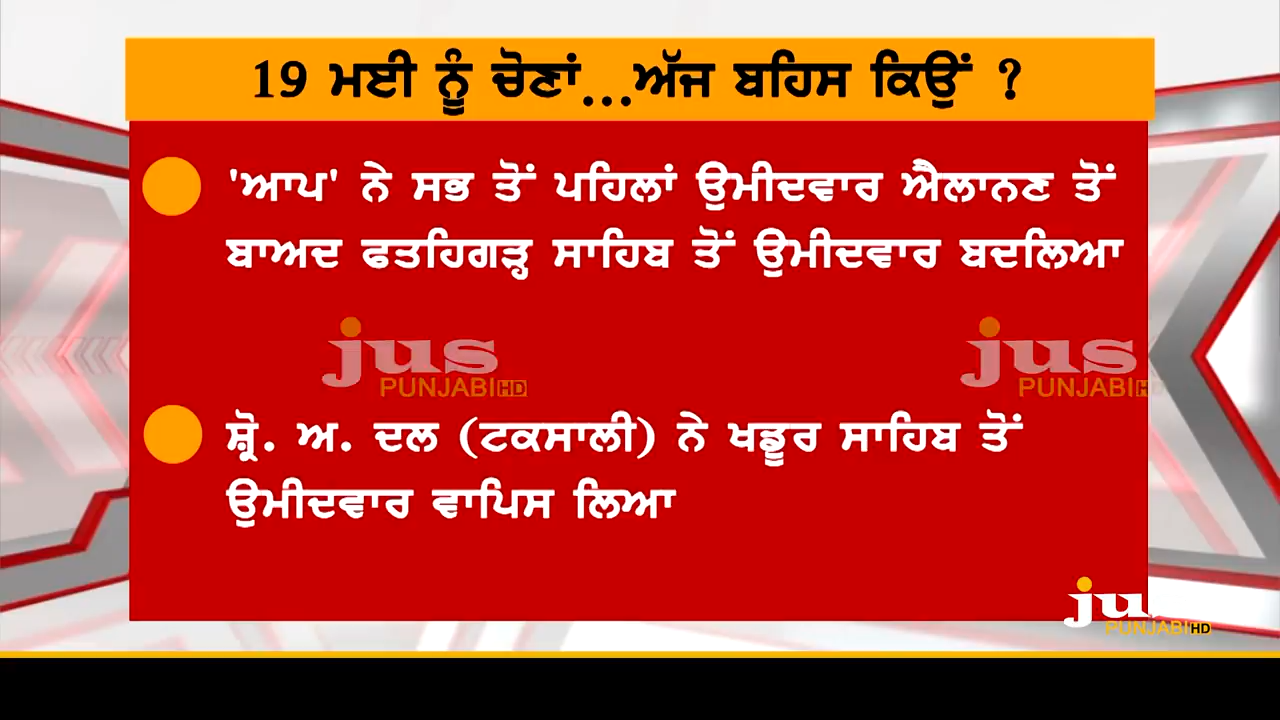 19 ਮਈ ਨੂੰ ਚੋਣਾਂ...ਅੱਜ ਬਹਿਸ ਕਿਉਂ ?
'ਆਪ' ਨੇ ਸਭ ਤੋਂ ਪਹਿਲਾਂ ਉਮੀਦਵਾਰ ਐਲਾਨਣ ਤੋਂ
ਬਾਅਦ ਫਤਹਿਗੜ੍ਹ ਸਾਹਿਬ ਤੋਂ ਉਮੀਦਵਾਰ ਬਦਲਿਆ
jus jus
PUNJABI HD PUNJABI HD
ਸ਼੍ਰੋ. ਅ. ਦਲ (ਟਕਸਾਲੀ) ਨੇ ਖਡੂਰ ਸਾਹਿਬ ਤੋਂ
ਉਮੀਦਵਾਰ ਵਾਪਿਸ ਲਿਆ
jus
PUNJABI HD